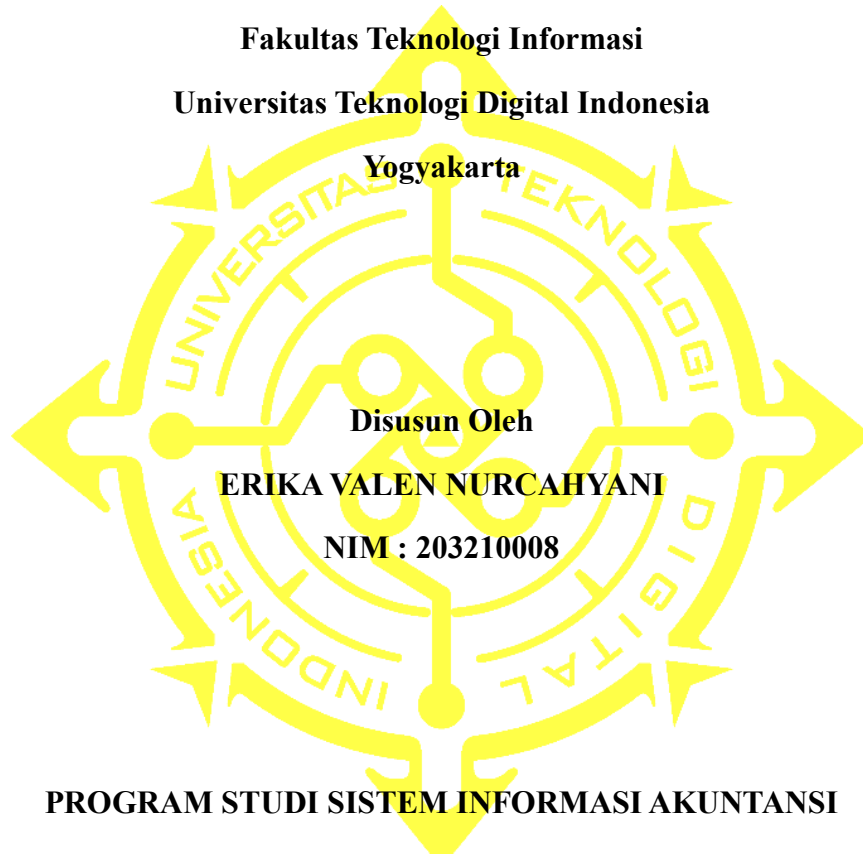 Fakultas Teknologi Informasi
Universitas Teknologi Digital Indonesia
Yogyakarta
UNIVERSITAS TEKNOLOGI DIGITAL INDONESIA
Disusun Oleh
ERIKA VALEN NURCAHYANI
NIM : 203210008
PROGRAM STUDI SISTEM INFORMASI AKUNTANSI